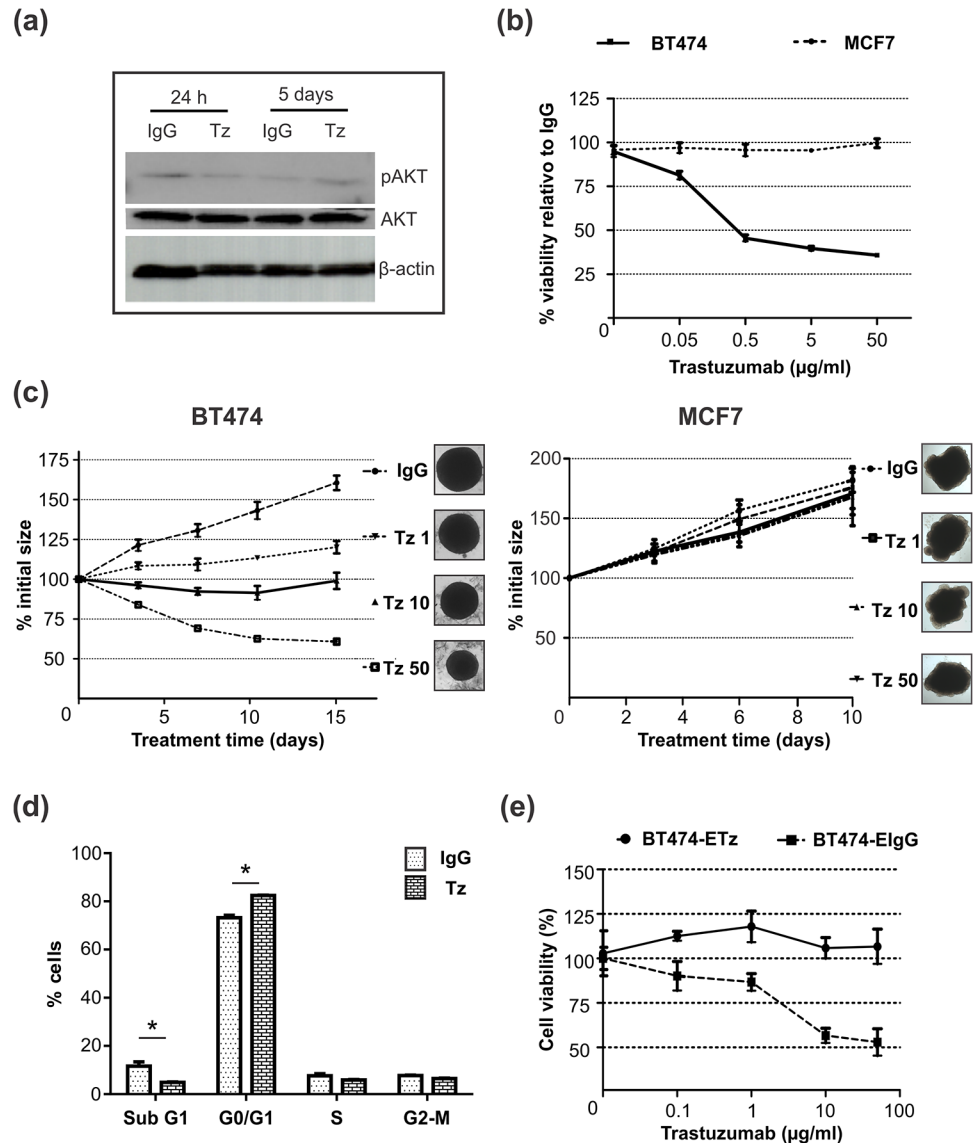 (a)
24 h
5 days
IgG
Tz
IgG
Tz
pAKT
AKT
β-actin
(b)
BT474
MCF7
% viability relativo to IgG
125
100
75
50
25
0
0.05
0.5
5
50
Trastuzumab (µg/ml)
(c)
BT474
% initial size
175
150
125
100
75
50
0
5
10
15
Treatment time (days)
IgG
Tz 1
Tz 10
Tz 50
MCF7
% initial size
200
150
100
50
0
2
4
6
8
10
Treatment time (days)
IgG
Tz 1
Tz 10
Tz 50
(d)
% cells
100
80
60
40
20
0
*
*
IgG
Tz
Sub G1
G0/G1
S
G2-M
(e)
BT474-ETz
BT474-EIgG
Cell viability (%)
150
125
100
75
50
0
0.1
1
10
100
Trastuzumab (µg/ml)